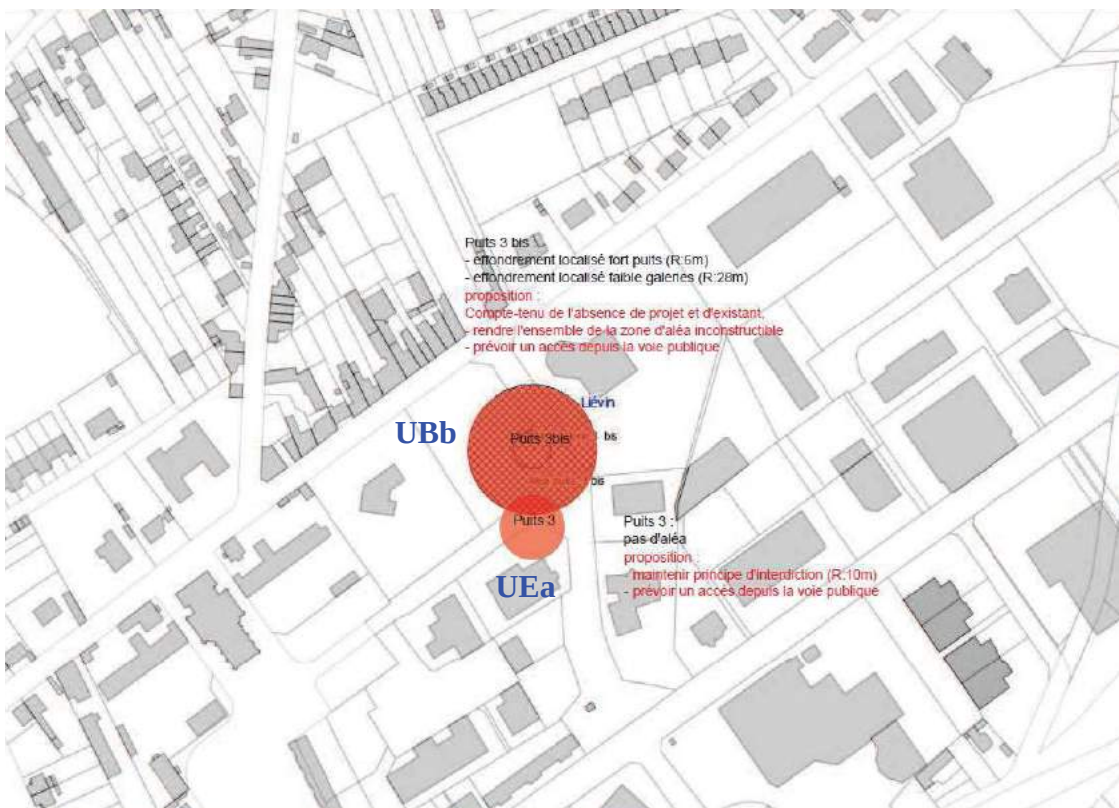 Puits 3 bis :
- effondrement localisé fort puits (R:6m)
- effondrement localisé faible galeries (R:28m)
proposition :
Compte-tenu de l'absence de projet et d'existant,
- rendre l'ensemble de la zone d'aléa inconstructible
- prévoir un accès depuis la voie publique
Liévin
UBb
Puits 3bis
bis
bis
Puits 3
Puits 3 :
pas d'aléa
proposition :
- maintenir principe d'interdiction (R:10m)
- prévoir un accès depuis la voie publique
UEa